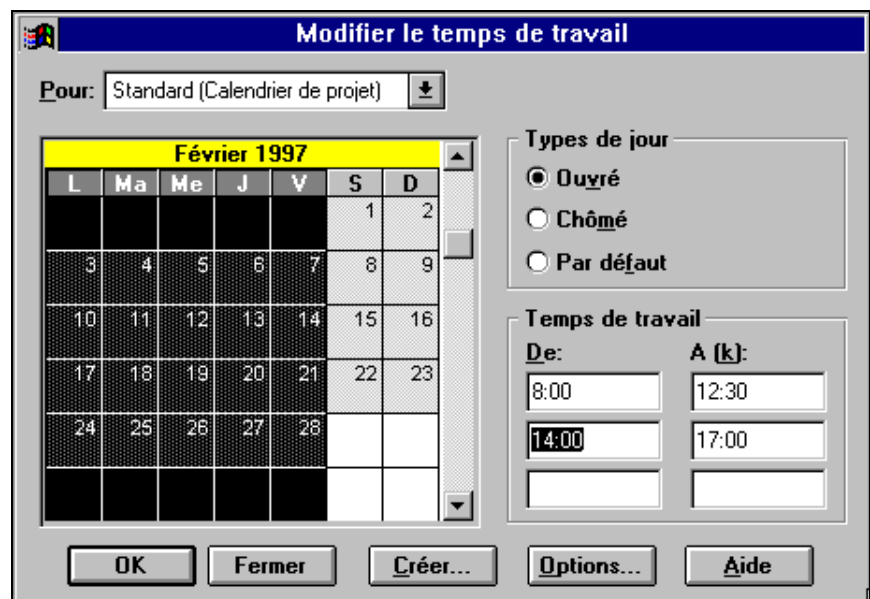 Modifier le temps de travail
Pour: Standard (Calendrier de projet)
Février 1997
L Ma Me J V S D
1 2
3 4 5 6 7 8 9
10 11 12 13 14 15 16
17 18 19 20 21 22 23
24 25 26 27 28
Types de jour
Ouvré
Chômé
Par défaut
Temps de travail
De: A (k):
8:00 12:30
14:00 17:00
OK Fermer Créer... Options... Aide